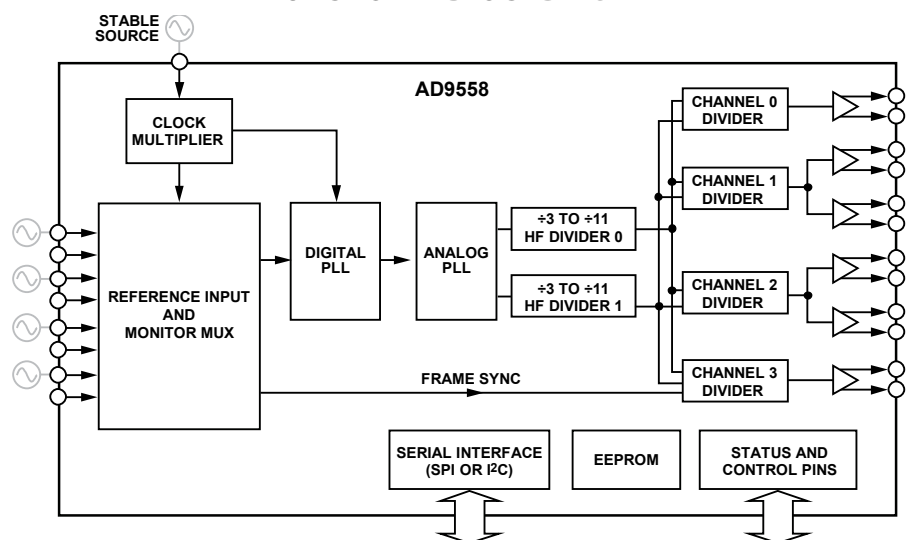 STABLE
SOURCE
AD9558
CLOCK
MULTIPLIER
CHANNEL 0
DIVIDER
CHANNEL 1
DIVIDER
REFERENCE INPUT
AND
MONITOR MUX
DIGITAL
PLL
ANALOG
PLL
÷3 TO ÷11
HF DIVIDER 0
÷3 TO ÷11
HF DIVIDER 1
CHANNEL 2
DIVIDER
CHANNEL 3
DIVIDER
FRAME SYNC
SERIAL INTERFACE
(SPI OR I²C)
EEPROM
STATUS AND
CONTROL PINS